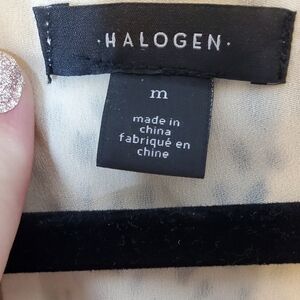 ·HALOGEN·
m
made in
china
fabriqué en
chine